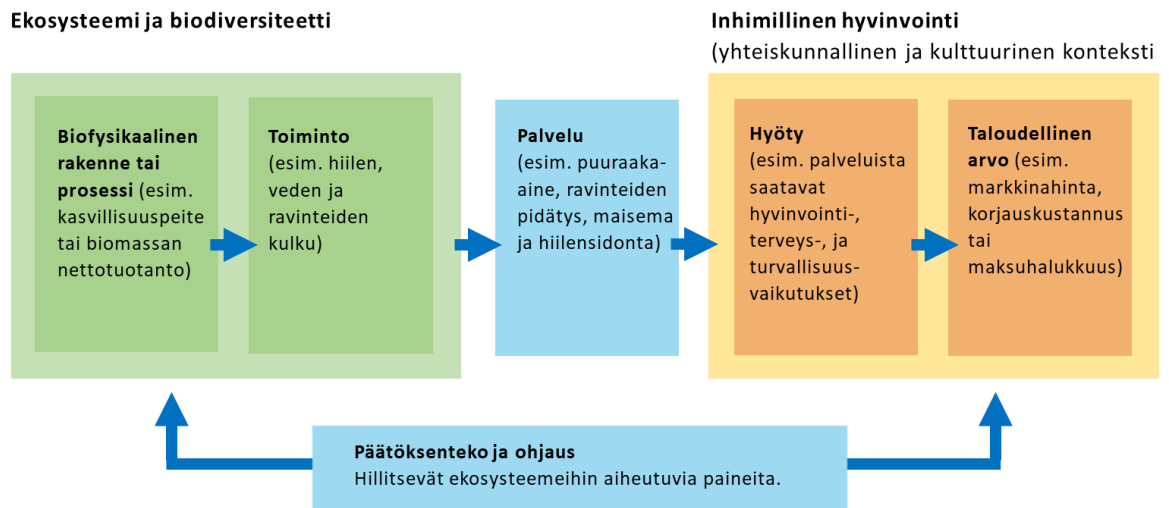 Ekosysteemi ja biodiversiteetti
Inhimillinen hyvinvointi
(yhteiskunnallinen ja kulttuurinen konteksti
Biofysikaalinen
rakenne tai
prosessi (esim.
kasvillisuuspeite
tai biomassan
nettotuotanto)
Toiminto
(esim. hiilen,
veden ja
ravinteiden
kulku)
Palvelu
(esim. puuraaka-
aine, ravinteiden
pidätys, maisema
ja hiilensidonta)
Hyöty
(esim. palveluista
saatavat
hyvinvointi-,
terveys-, ja
turvallisuus-
vaikutukset)
Taloudellinen
arvo (esim.
markkinahinta,
korjauskustannus
tai
maksuhalukkuus)
Päätöksenteko ja ohjaus
Hillitsevät ekosysteemeihin aiheutuvia paineita.